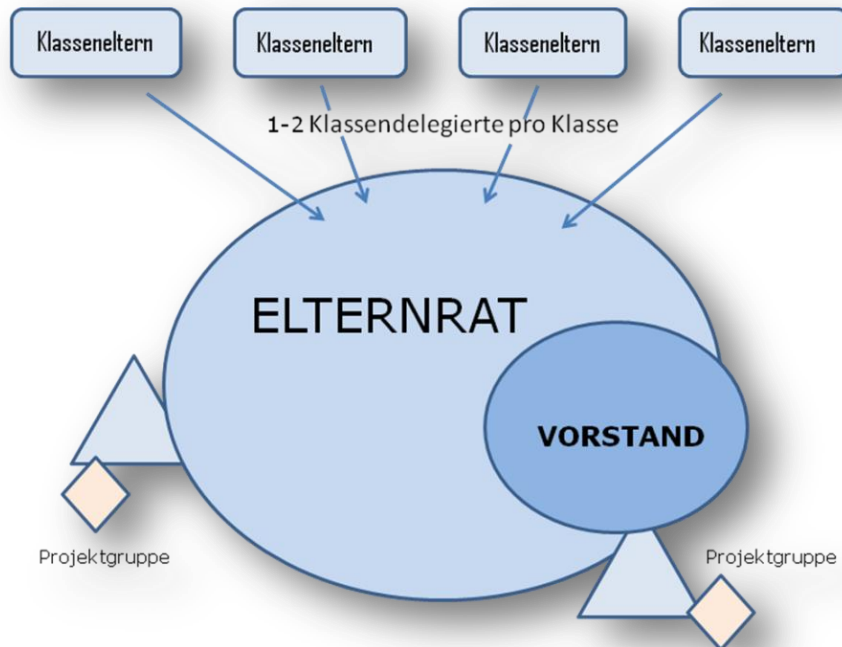 Klasseneltern
Klasseneltern
Klasseneltern
Klasseneltern
1-2 Klassendelegierte pro Klasse
ELTERNRAT
VORSTAND
Projektgruppe
Projektgruppe